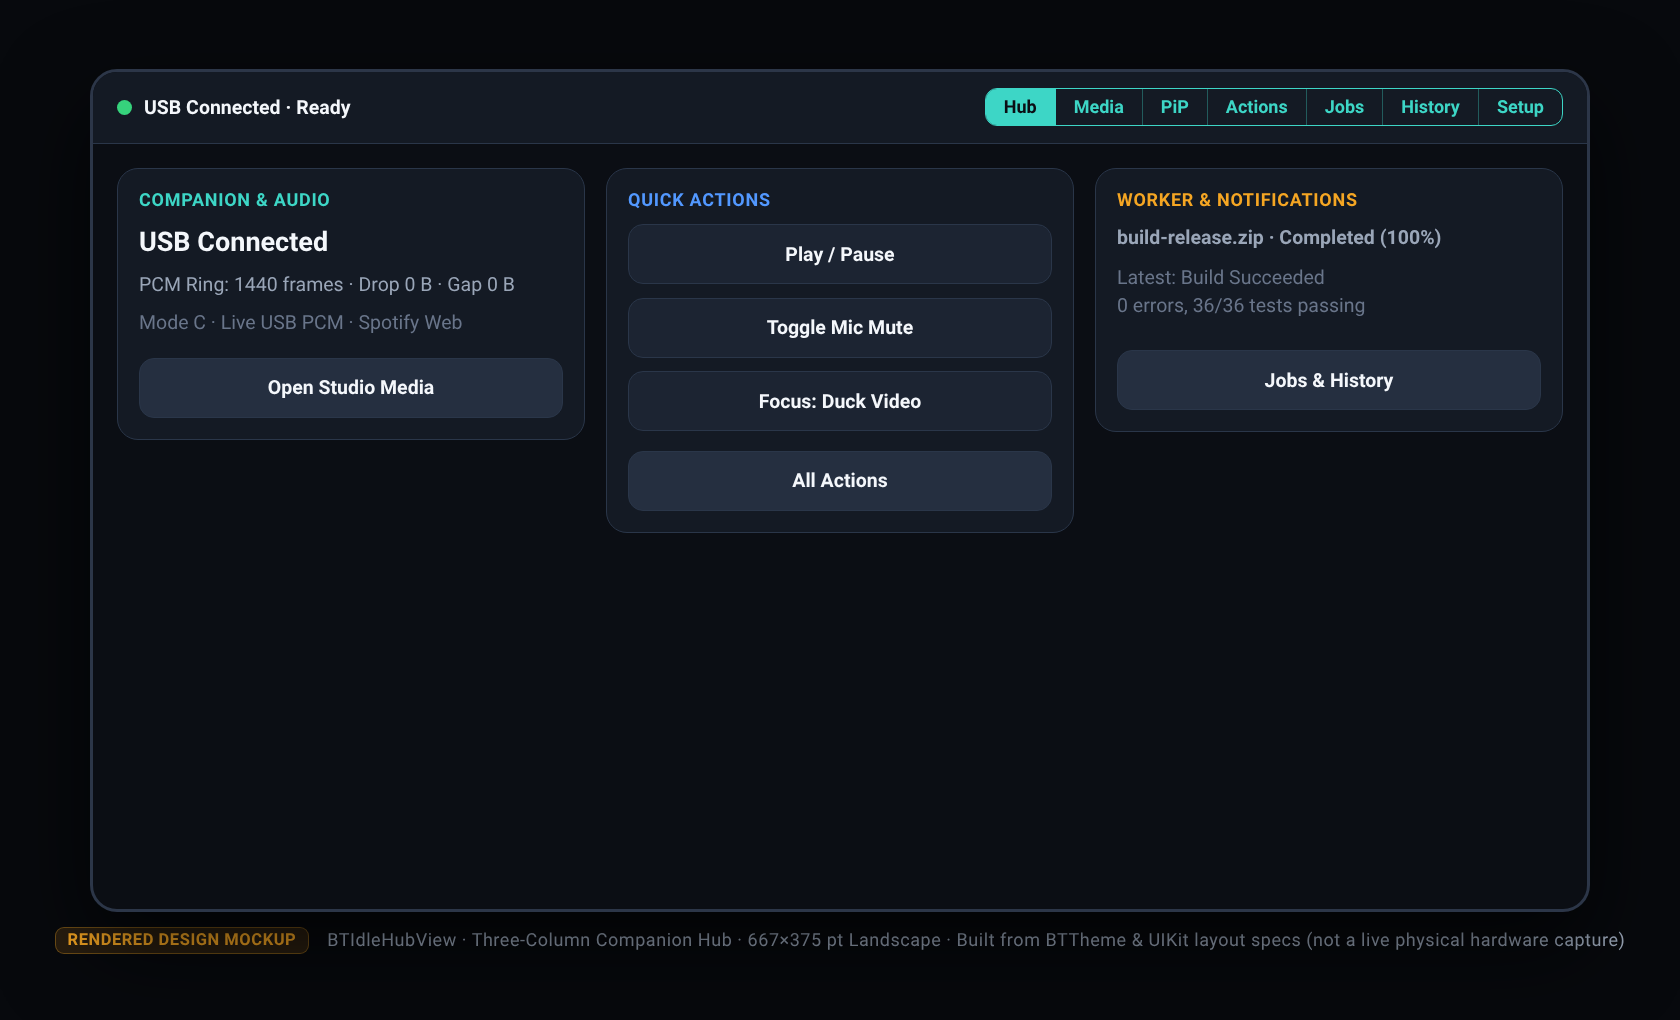 USB Connected · Ready
Hub Media PiP Actions Jobs History Setup
COMPANION & AUDIO
USB Connected
PCM Ring: 1440 frames · Drop 0 B · Gap 0 B
Mode C · Live USB PCM · Spotify Web
Open Studio Media
QUICK ACTIONS
Play / Pause
Toggle Mic Mute
Focus: Duck Video
All Actions
WORKER & NOTIFICATIONS
build-release.zip · Completed (100%)
Latest: Build Succeeded
0 errors, 36/36 tests passing
Jobs & History
RENDERED DESIGN MOCKUP
BTIdleHubView · Three-Column Companion Hub · 667×375 pt Landscape · Built from BTTheme & UIKit layout specs (not a live physical hardware capture)